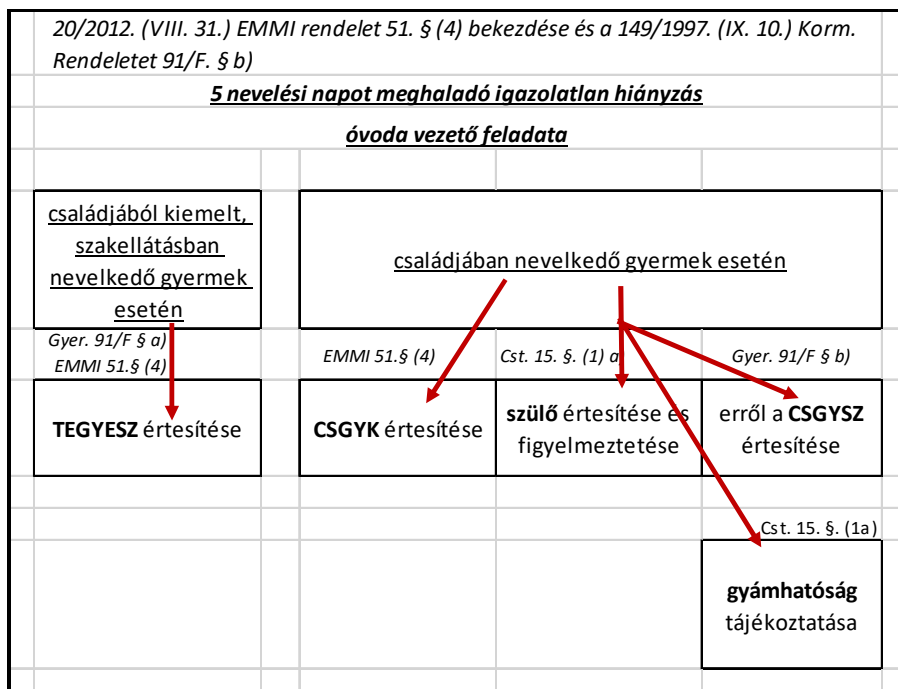 20/2012. (VIII. 31.) EMMI rendelet 51. § (4) bekezdése és a 149/1997. (IX. 10.) Korm.
Rendeletet 91/F. § b)
5 nevelési napot meghaladó igazolatlan hiányzás
óvoda vezető feladata
családjából kiemelt,
szakellátásban
nevelkedő gyermek
esetén
családjában nevelkedő gyermek esetén
Gyer. 91/F § a)
EMMI 51.§ (4)
EMMI 51.§ (4)
Cst. 15. §. (1) a
Gyer. 91/F § b)
TEGYESZ értesítése
CSGYK értesítése
szülő értesítése és
figyelmeztetése
erről a CSGYSZ
értesítése
Cst. 15. §. (1a)
gyámhatóság
tájékoztatása